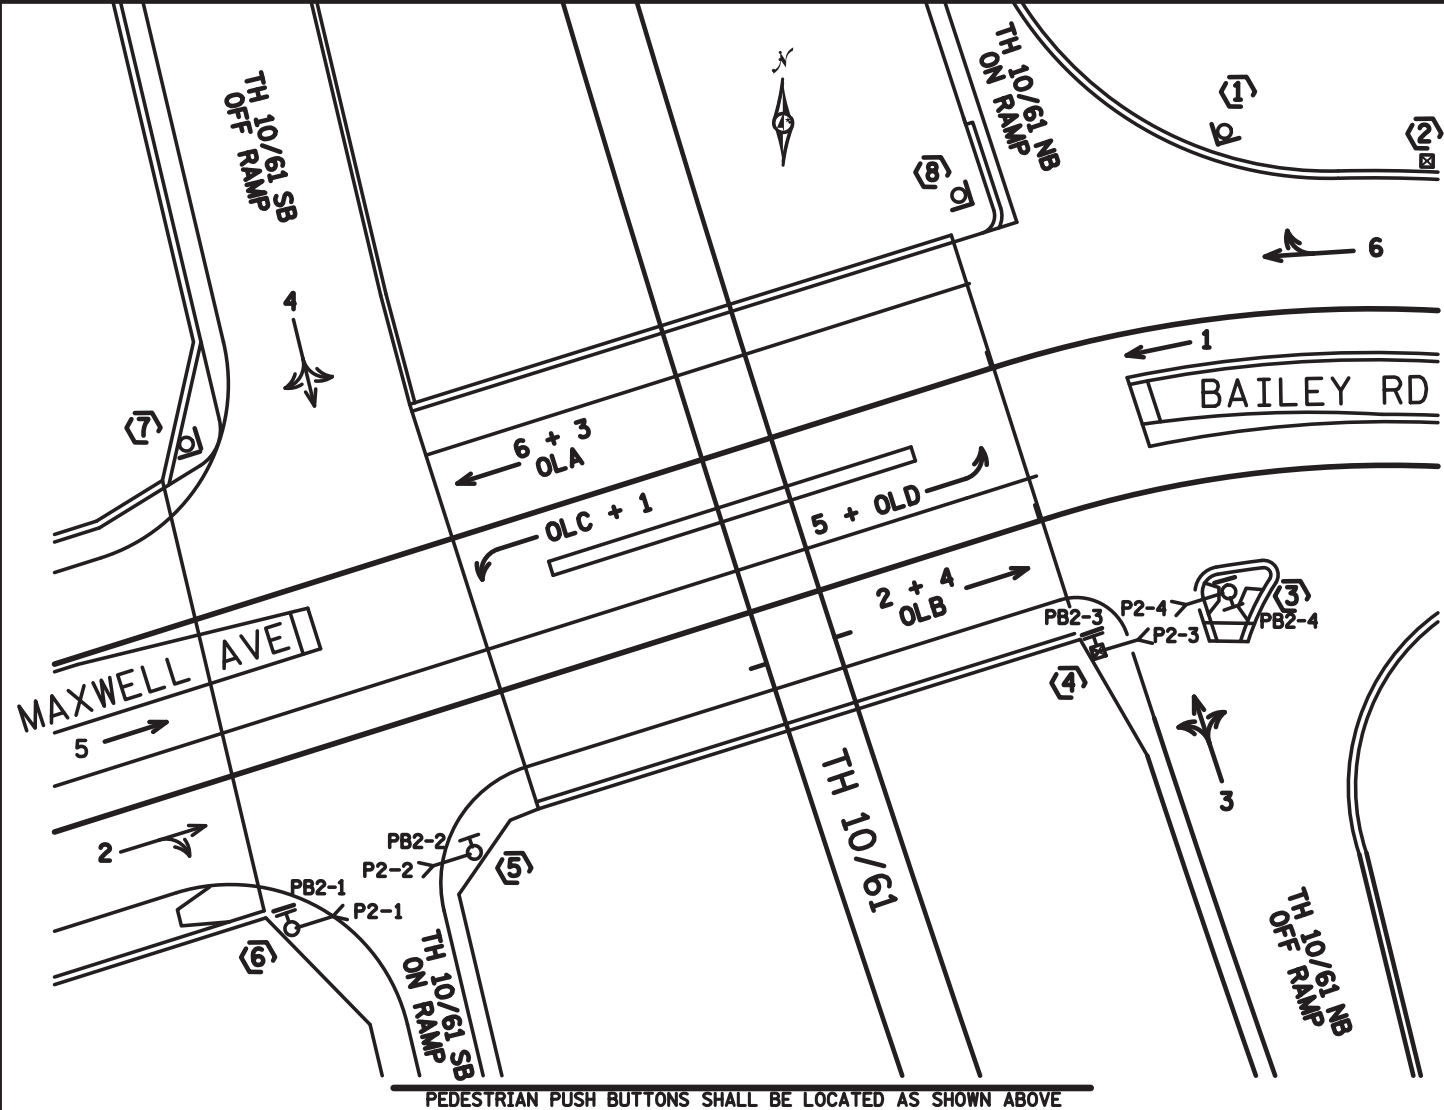 N
TH 10/61 SB
OFF RAMP
TH 10/61 NB
ON RAMP
1
2
8
6
4
1
BAILEY RD
7
6 + 3
OLA
OLC + 1
5 + OLD
2 + 4
OLB
PB2-3
P2-4
3
PB2-4
P2-3
4
MAXWELL AVE
5
3
TH 10/61
2
PB2-2
P2-2
5
PB2-1
P2-1
6
TH 10/61 SB
ON RAMP
TH 10/61 NB
OFF RAMP
PEDESTRIAN PUSH BUTTONS SHALL BE LOCATED AS SHOWN ABOVE